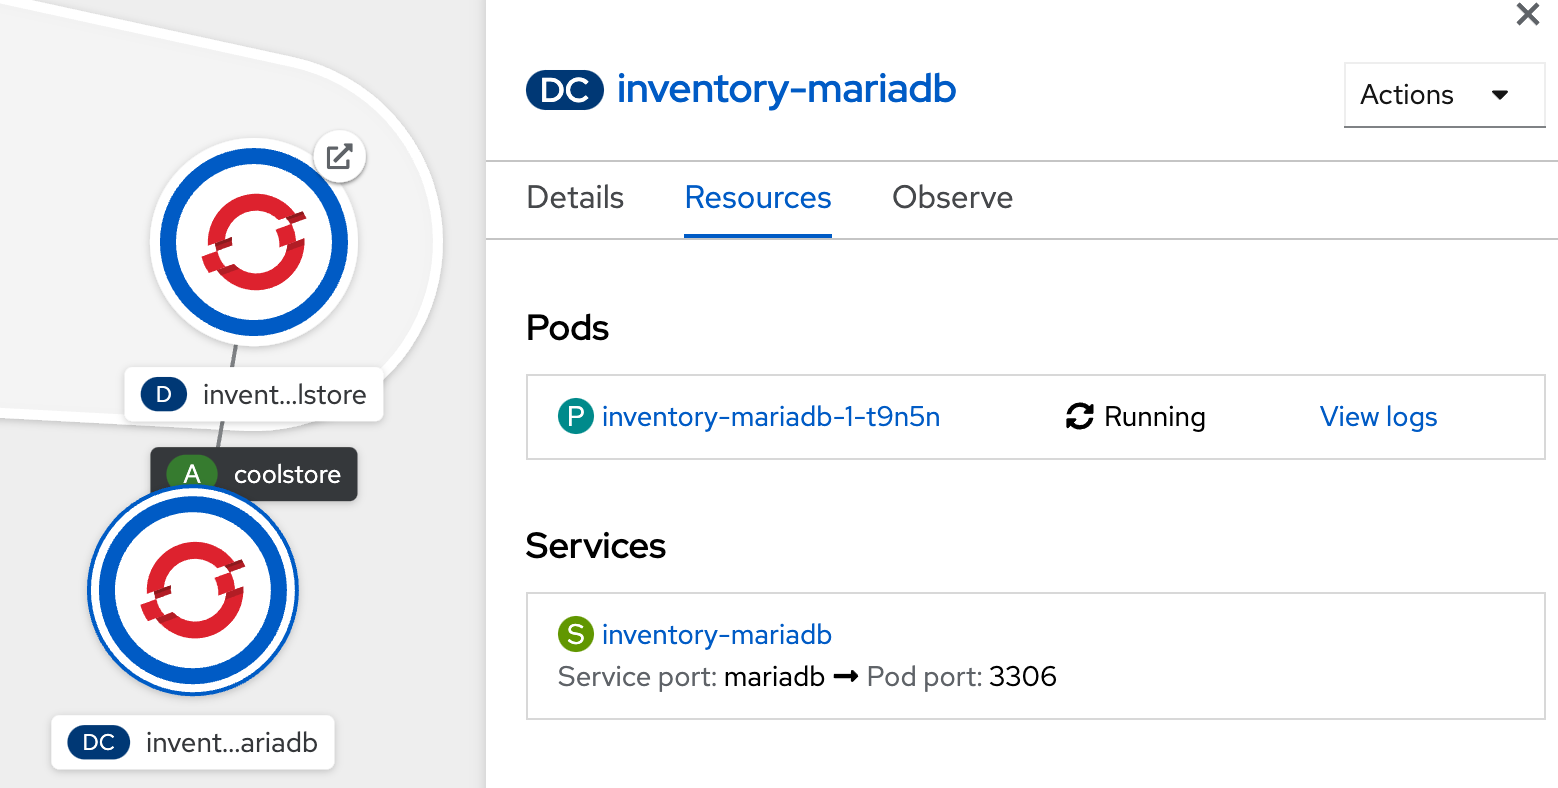 DC inventory-mariadb
Actions
Details Resources Observe
Pods
P inventory-mariadb-1-t9n5n Running View logs
Services
S inventory-mariadb
Service port: mariadb → Pod port: 3306
D invent...lstore
A coolstore
DC invent...ariadb